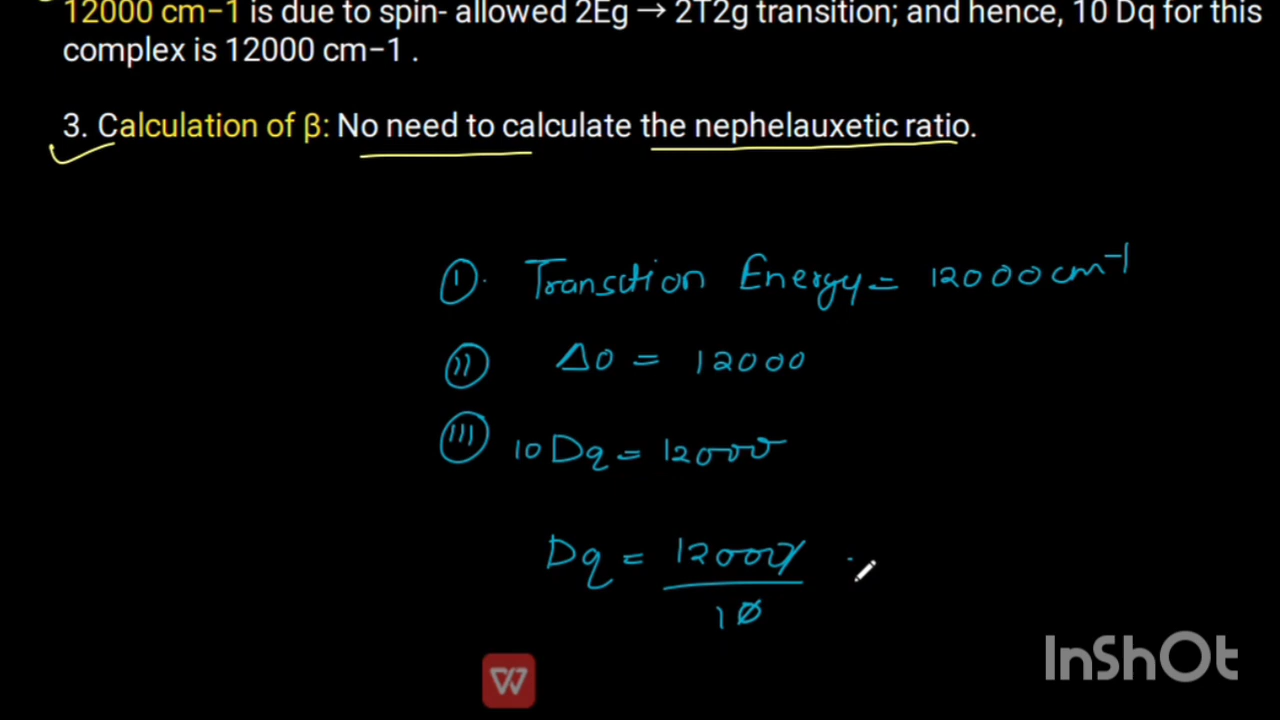 12000 cm−1 is due to spin- allowed 2Eg → 2T2g transition; and hence, 10 Dq for this
complex is 12000 cm−1 .
3. Calculation of β: No need to calculate the nephelauxetic ratio.
(I). Transition Energy = 12000 cm⁻¹
(II) Δo = 12000
(III) 10 Dq = 12000
Dq = 12000
10
W
InShOt